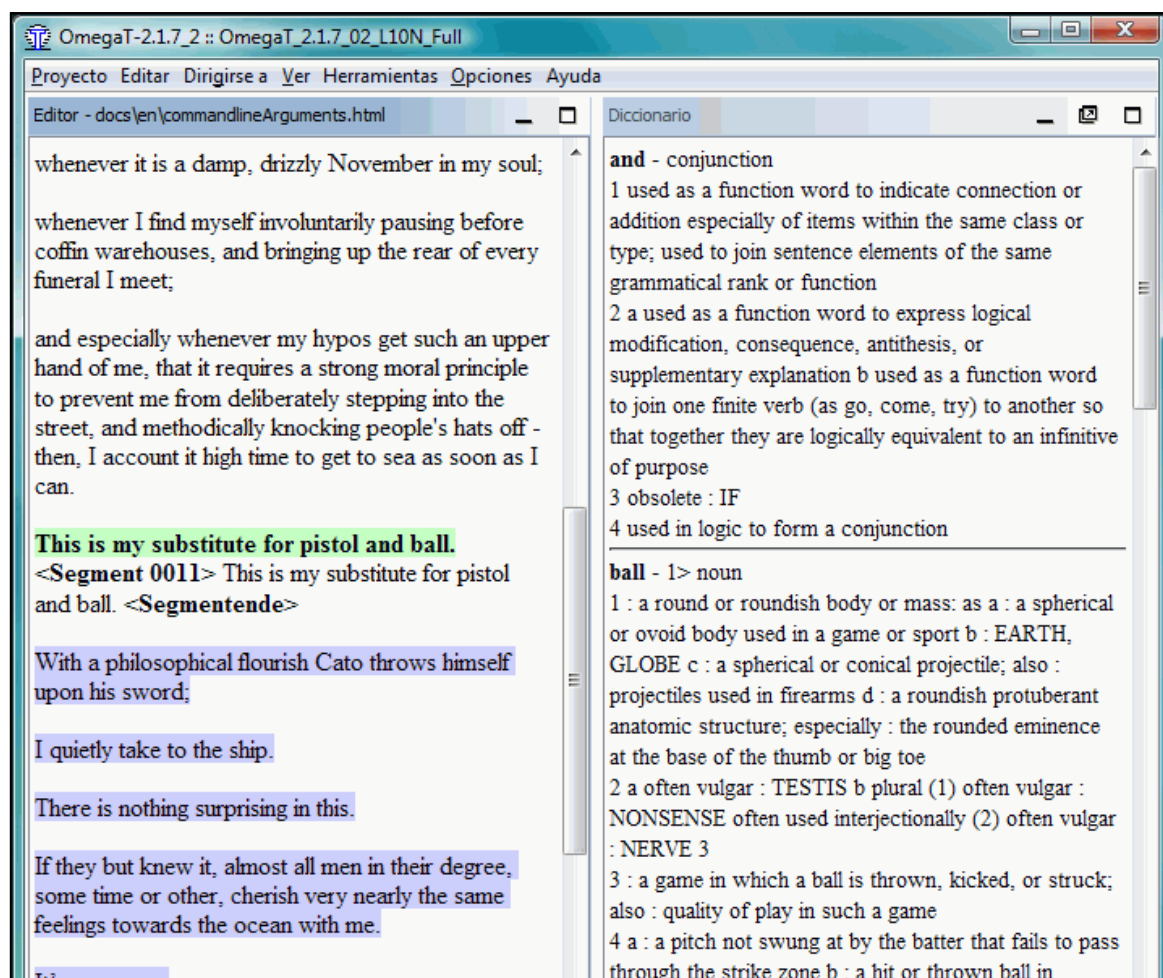 OmegaT-2.1.7_2 :: OmegaT_2.1.7_02_L10N_Full
Proyecto Editar Dirigirse a Ver Herramientas Opciones Ayuda
Editor - docs\en\commandlineArguments.html
whenever it is a damp, drizzly November in my soul;
whenever I find myself involuntarily pausing before
coffin warehouses, and bringing up the rear of every
funeral I meet;
and especially whenever my hypos get such an upper
hand of me, that it requires a strong moral principle
to prevent me from deliberately stepping into the
street, and methodically knocking people's hats off -
then, I account it high time to get to sea as soon as I
can.
This is my substitute for pistol and ball.
<Segment 0011> This is my substitute for pistol
and ball. <Segmentende>
With a philosophical flourish Cato throws himself
upon his sword;
I quietly take to the ship.
There is nothing surprising in this.
If they but knew it, almost all men in their degree,
some time or other, cherish very nearly the same
feelings towards the ocean with me.
Diccionario
and - conjunction
1 used as a function word to indicate connection or
addition especially of items within the same class or
type; used to join sentence elements of the same
grammatical rank or function
2 a used as a function word to express logical
modification, consequence, antithesis, or
supplementary explanation b used as a function word
to join one finite verb (as go, come, try) to another so
that together they are logically equivalent to an infinitive
of purpose
3 obsolete : IF
4 used in logic to form a conjunction
ball - 1> noun
1 : a round or roundish body or mass: as a : a spherical
or ovoid body used in a game or sport b : EARTH,
GLOBE c : a spherical or conical projectile; also :
projectiles used in firearms d : a roundish protuberant
anatomic structure; especially : the rounded eminence
at the base of the thumb or big toe
2 a often vulgar : TESTIS b plural (1) often vulgar :
NONSENSE often used interjectionally (2) often vulgar
: NERVE 3
3 : a game in which a ball is thrown, kicked, or struck;
also : quality of play in such a game
4 a : a pitch not swung at by the batter that fails to pass
through the strike zone b : a hit or thrown ball in